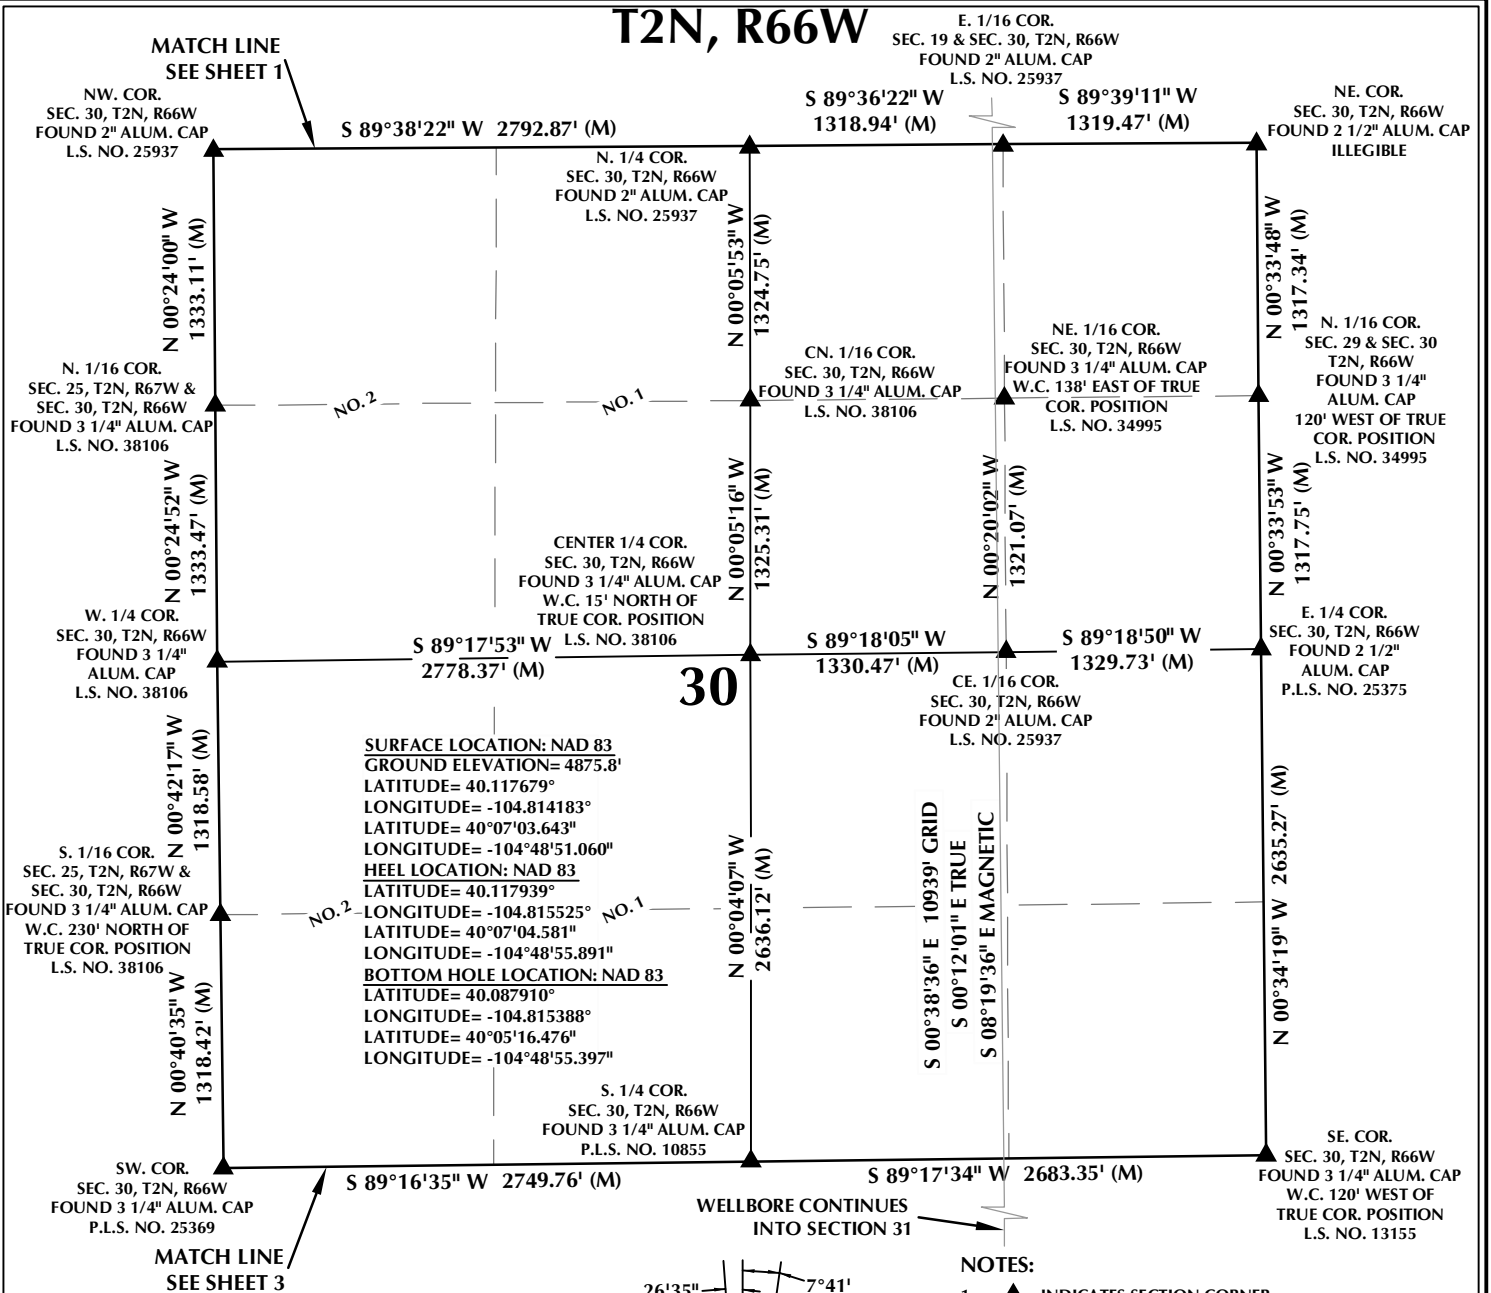 T2N, R66W
MATCH LINE
SEE SHEET 1
E. 1/16 COR.
SEC. 19 & SEC. 30, T2N, R66W
FOUND 2" ALUM. CAP
L.S. NO. 25937
NW. COR.
SEC. 30, T2N, R66W
FOUND 2" ALUM. CAP
L.S. NO. 25937
S 89°38'22" W 2792.87' (M)
S 89°36'22" W
1318.94' (M)
S 89°39'11" W
1319.47' (M)
NE. COR.
SEC. 30, T2N, R66W
FOUND 2 1/2" ALUM. CAP
ILLEGIBLE
N. 1/4 COR.
SEC. 30, T2N, R66W
FOUND 2" ALUM. CAP
L.S. NO. 25937
N 00°24'00" W
1333.11' (M)
N 00°05'53" W
1324.75' (M)
N 00°33'48" W
1317.34' (M)
N. 1/16 COR.
SEC. 25, T2N, R67W &
SEC. 30, T2N, R66W
FOUND 3 1/4" ALUM. CAP
L.S. NO. 38106
NO. 2
NO. 1
CN. 1/16 COR.
SEC. 30, T2N, R66W
FOUND 3 1/4" ALUM. CAP
L.S. NO. 38106
NE. 1/16 COR.
SEC. 30, T2N, R66W
FOUND 3 1/4" ALUM. CAP
W.C. 138' EAST OF TRUE
COR. POSITION
L.S. NO. 34995
N. 1/16 COR.
SEC. 29 & SEC. 30
T2N, R66W
FOUND 3 1/4"
ALUM. CAP
120' WEST OF TRUE
COR. POSITION
L.S. NO. 34995
N 00°24'52" W
1333.47' (M)
N 00°05'16" W
1325.31' (M)
N 00°20'02" W
1321.07' (M)
N 00°33'53" W
1317.75' (M)
CENTER 1/4 COR.
SEC. 30, T2N, R66W
FOUND 3 1/4" ALUM. CAP
W.C. 15' NORTH OF
TRUE COR. POSITION
L.S. NO. 38106
W. 1/4 COR.
SEC. 30, T2N, R66W
FOUND 3 1/4"
ALUM. CAP
L.S. NO. 38106
S 89°17'53" W
2778.37' (M)
S 89°18'05" W
1330.47' (M)
S 89°18'50" W
1329.73' (M)
E. 1/4 COR.
SEC. 30, T2N, R66W
FOUND 2 1/2"
ALUM. CAP
P.L.S. NO. 25375
30
CE. 1/16 COR.
SEC. 30, T2N, R66W
FOUND 2" ALUM. CAP
L.S. NO. 25937
N 00°42'17" W
1318.58' (M)
SURFACE LOCATION: NAD 83
GROUND ELEVATION= 4875.8'
LATITUDE= 40.117679°
LONGITUDE= -104.814183°
LATITUDE= 40°07'03.643"
LONGITUDE= -104°48'51.060"
HEEL LOCATION: NAD 83
LATITUDE= 40.117939°
LONGITUDE= -104.815525°
LATITUDE= 40°07'04.581"
LONGITUDE= -104°48'55.891"
BOTTOM HOLE LOCATION: NAD 83
LATITUDE= 40.087910°
LONGITUDE= -104.815388°
LATITUDE= 40°05'16.476"
LONGITUDE= -104°48'55.397"
NO. 2
NO. 1
S. 1/16 COR.
SEC. 25, T2N, R67W &
SEC. 30, T2N, R66W
FOUND 3 1/4" ALUM. CAP
W.C. 230' NORTH OF
TRUE COR. POSITION
L.S. NO. 38106
N 00°04'07" W
2636.12' (M)
S 00°38'36" E 10939' GRID
S 00°12'01" E TRUE
S 08°19'36" E MAGNETIC
N 00°34'19" W 2635.27' (M)
N 00°40'35" W
1318.42' (M)
S. 1/4 COR.
SEC. 30, T2N, R66W
FOUND 3 1/4" ALUM. CAP
P.L.S. NO. 10855
SW. COR.
SEC. 30, T2N, R66W
FOUND 3 1/4" ALUM. CAP
P.L.S. NO. 25369
S 89°16'35" W 2749.76' (M)
S 89°17'34" W 2683.35' (M)
SE. COR.
SEC. 30, T2N, R66W
FOUND 3 1/4" ALUM. CAP
W.C. 120' WEST OF
TRUE COR. POSITION
L.S. NO. 13155
WELLBORE CONTINUES
INTO SECTION 31
MATCH LINE
SEE SHEET 3
26'35"
7°41'
NOTES:
INDICATES SECTION CORNER